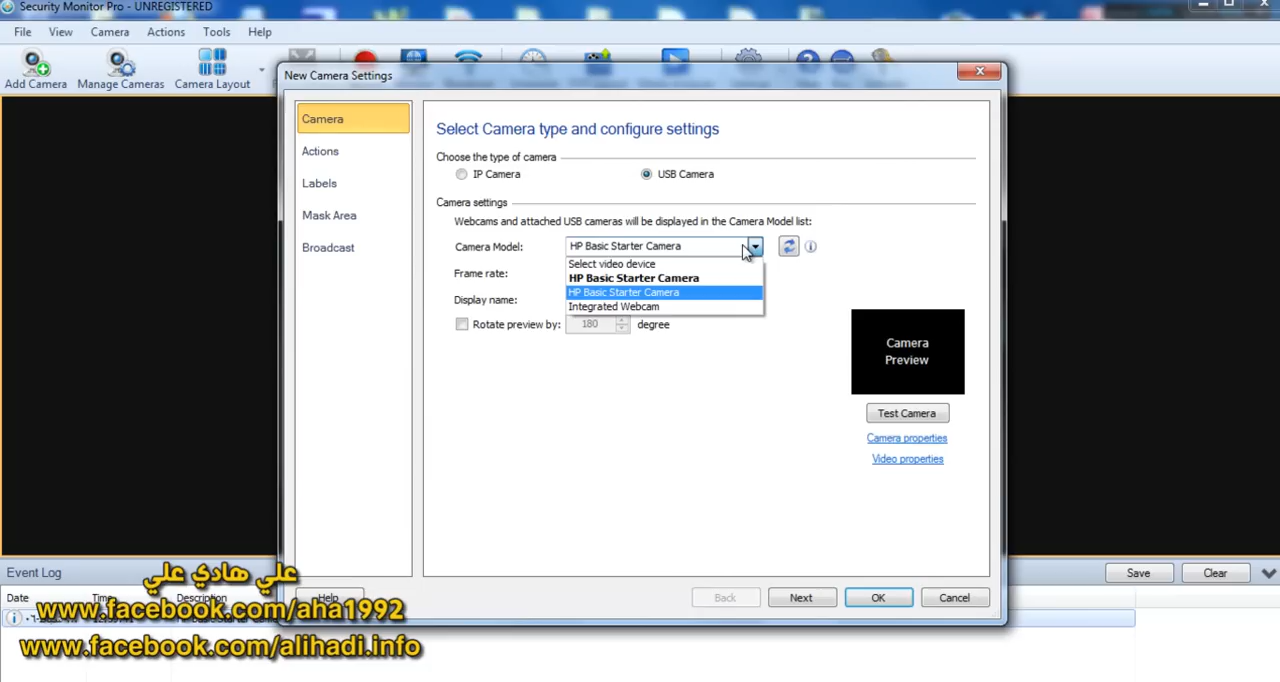 Security Monitor Pro - UNREGISTERED
File View Camera Actions Tools Help
Add Camera Manage Cameras Camera Layout
New Camera Settings
Camera
Actions
Labels
Mask Area
Broadcast
Select Camera type and configure settings
Choose the type of camera
IP Camera USB Camera
Camera settings
Webcams and attached USB cameras will be displayed in the Camera Model list:
Camera Model: HP Basic Starter Camera
Select video device
HP Basic Starter Camera
HP Basic Starter Camera
Integrated Webcam
Frame rate:
Display name:
Rotate preview by: 180 degree
Camera
Preview
Test Camera
Camera properties
Video properties
Help Back Next OK Cancel
Event Log Save Clear
Date Time Description
علي هادي علي
www.facebook.com/aha1992
www.facebook.com/alihadi.info